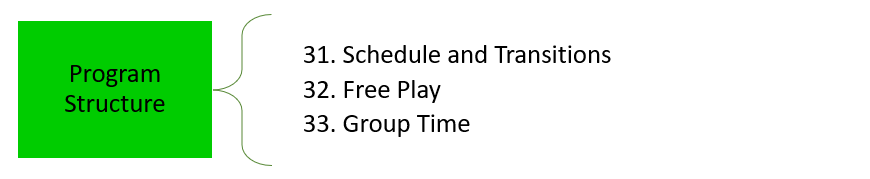 Program
Structure
31. Schedule and Transitions
32. Free Play
33. Group Time